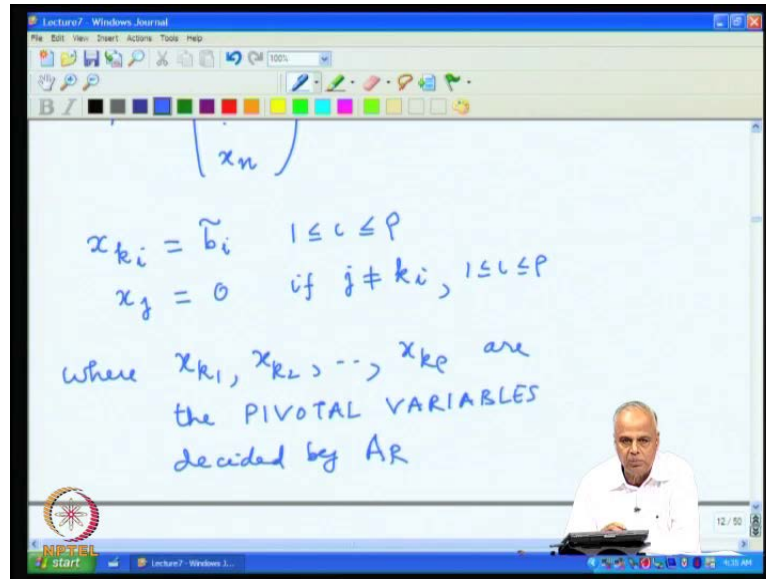 Lecture7 - Windows Journal
File Edit View Insert Actions Tools Help
100%
B I
x_n
x_{k_i} = \tilde{b}_i 1 ≤ i ≤ ρ
x_j = 0 if j ≠ k_i, 1 ≤ i ≤ ρ
where x_{k_1}, x_{k_2}, ..., x_{k_ρ} are
the PIVOTAL VARIABLES
decided by A_R
12 / 50
NPTEL
start Lecture7 - Windows J... 4:35 AM